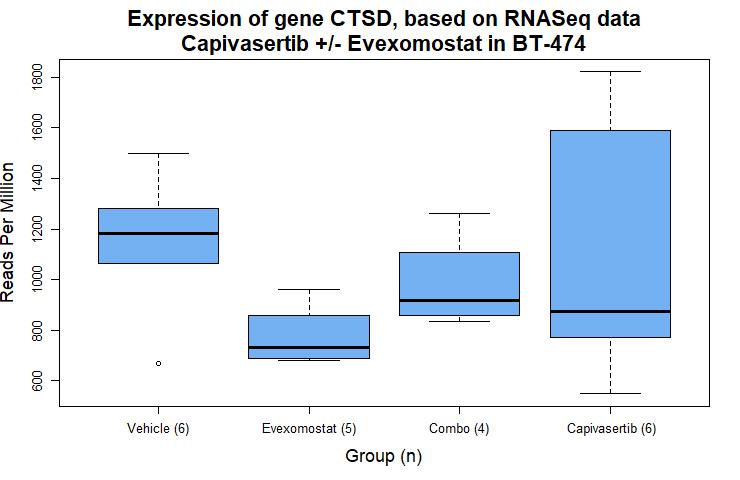 Expression of gene CTSD, based on RNASeq data
Capivasertib +/- Evexomostat in BT-474
Reads Per Million
1800
1600
1400
1200
1000
800
600
Vehicle (6)
Evexomostat (5)
Combo (4)
Capivasertib (6)
Group (n)